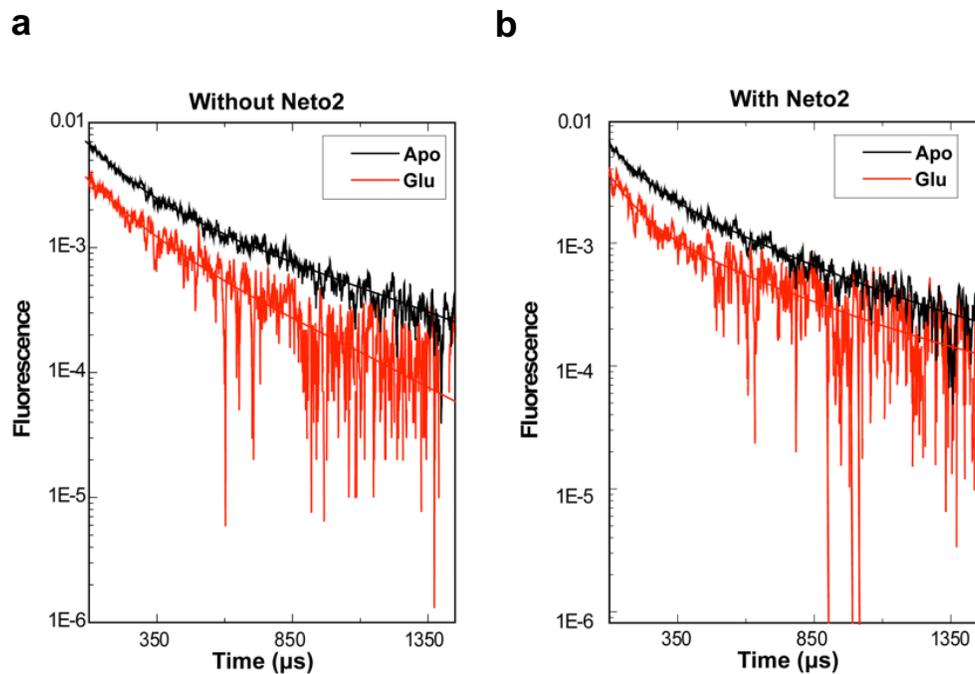 a
Without Neto2
0.01
1E-3
1E-4
1E-5
1E-6
Fluorescence
Apo
Glu
350
850
1350
Time (µs)
b
With Neto2
0.01
1E-3
1E-4
1E-5
1E-6
Fluorescence
Apo
Glu
350
850
1350
Time (µs)